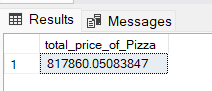 Results Messages
total_price_of_Pizza
1 817860.05083847